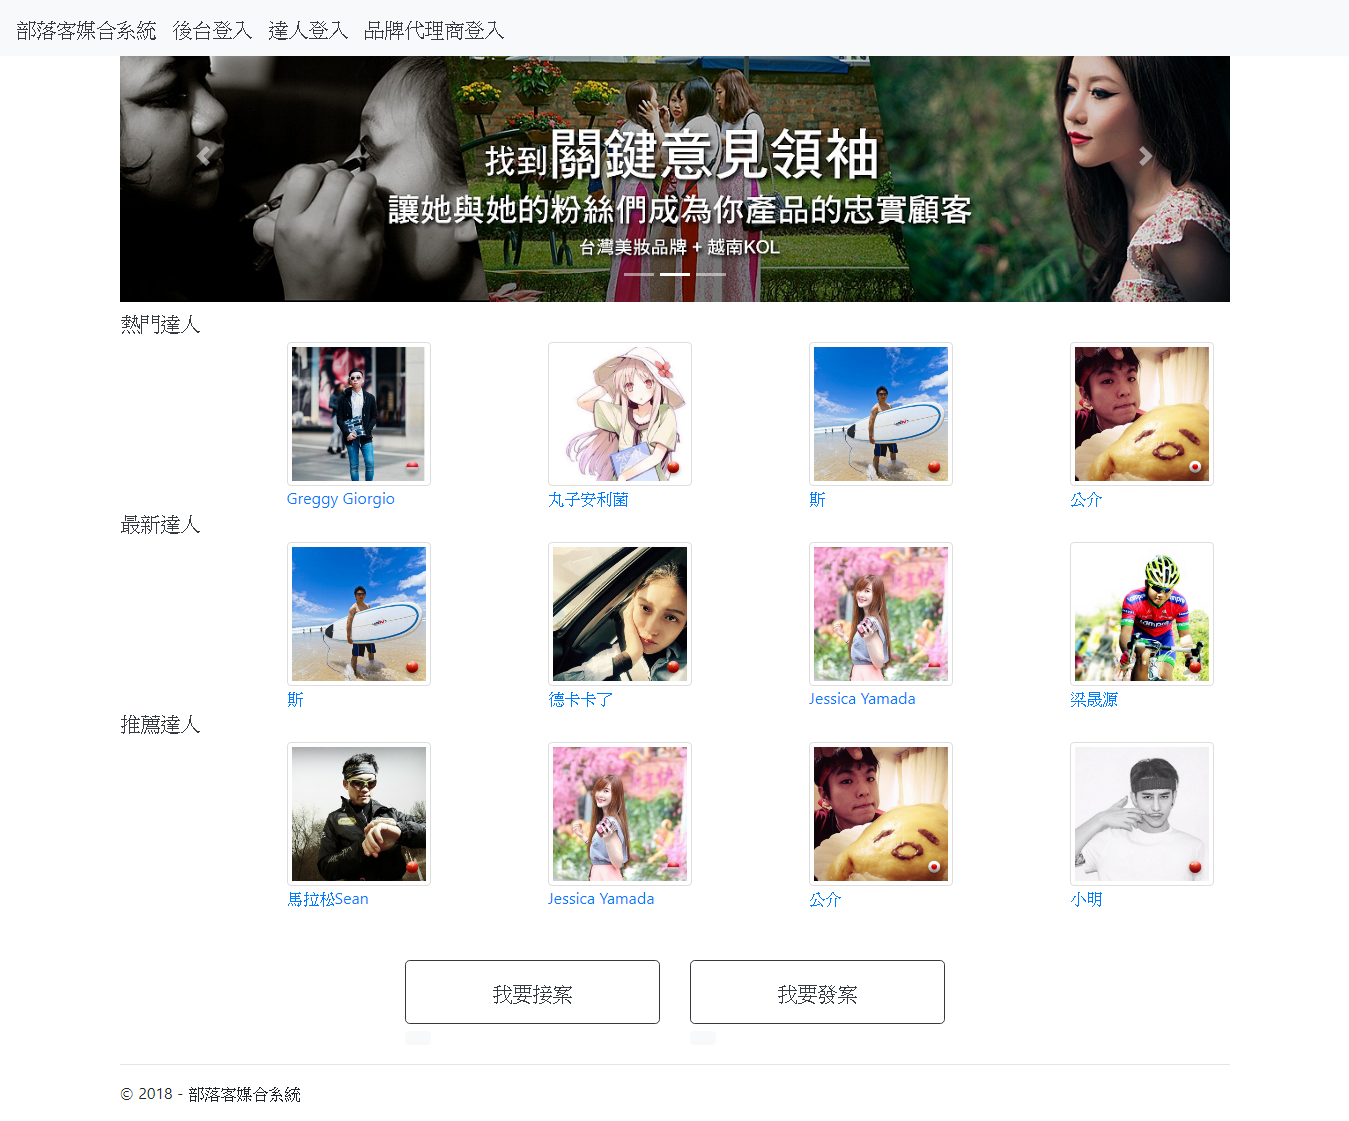 部落客媒合系統 後台登入 達人登入 品牌代理商登入
找到關鍵意見領袖
讓她與她的粉絲們成為你產品的忠實顧客
台灣美妝品牌 + 越南KOL
熱門達人
Greggy Giorgio 丸子安利菌 斯 公介
最新達人
斯 德卡卡了 Jessica Yamada 梁晟源
推薦達人
馬拉松Sean Jessica Yamada 公介 小明
我要接案 我要發案
© 2018 - 部落客媒合系統